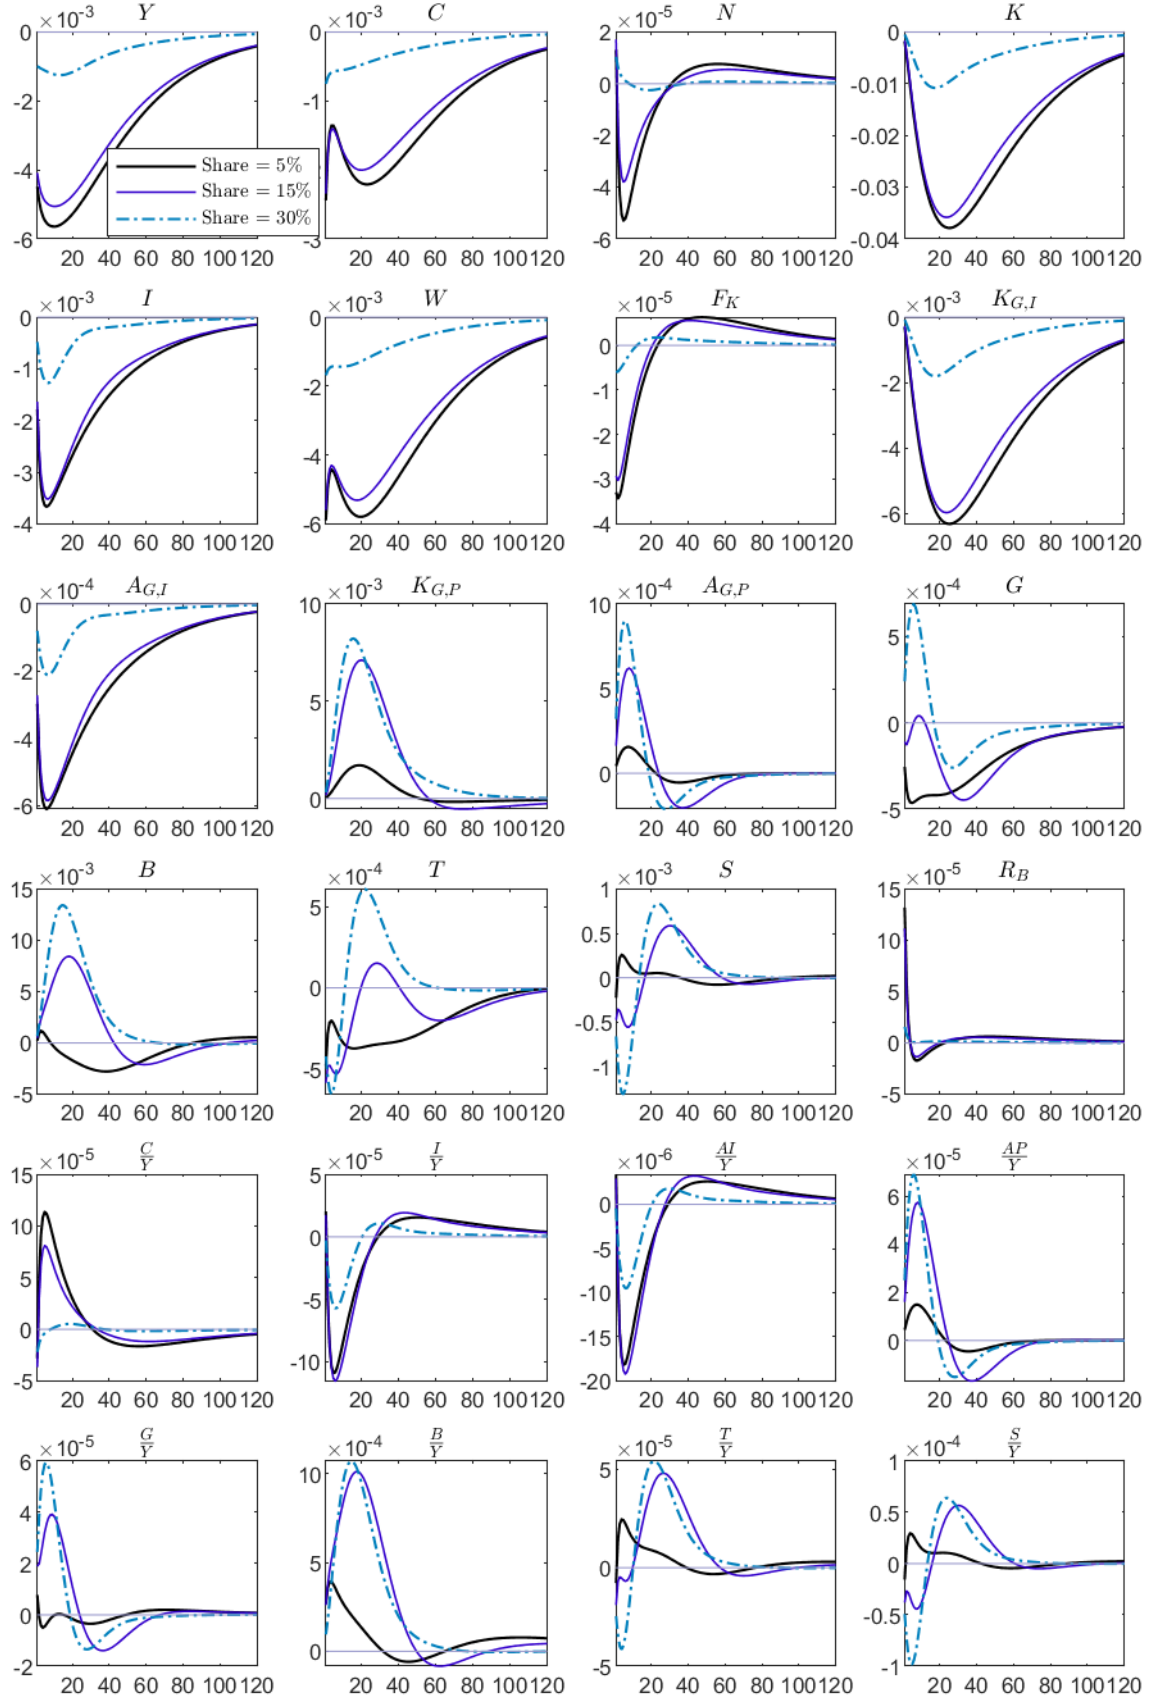 ×10⁻³ Y ×10⁻³ C ×10⁻⁵ N K
0 -2 -4 -6
0 -1 -3
2 0 -2 -4 -6
0 -0.01 -0.02 -0.03 -0.04
Share = 5%
Share = 15%
Share = 30%
20 40 60 80 100 120 20 40 60 80 100 120 20 40 60 80 100 120 20 40 60 80 100 120
×10⁻³ I ×10⁻³ W ×10⁻⁵ F_K ×10⁻³ K_{G,I}
0 -1 -2 -3 -4
0 -2 -4 -6
0 -1 -2 -3 -4
0 -2 -4 -6
20 40 60 80 100 120 20 40 60 80 100 120 20 40 60 80 100 120 20 40 60 80 100 120
×10⁻⁴ A_{G,I} ×10⁻³ K_{G,P} ×10⁻⁴ A_{G,P} ×10⁻⁴ G
0 -2 -4 -6
10 5 0
10 5 0
5 0 -5
20 40 60 80 100 120 20 40 60 80 100 120 20 40 60 80 100 120 20 40 60 80 100 120
×10⁻³ B ×10⁻⁴ T ×10⁻³ S ×10⁻⁵ R_B
15 10 5 0 -5
5 0 -5
1 0.5 0 -0.5 -1
15 10 5 0 -5
20 40 60 80 100 120 20 40 60 80 100 120 20 40 60 80 100 120 20 40 60 80 100 120
×10⁻⁵ C/Y ×10⁻⁵ I/Y ×10⁻⁶ AI/Y ×10⁻⁵ AP/Y
15 10 5 0 -5
5 0 -5 -10
0 -5 -10 -15 -20
6 4 2 0
20 40 60 80 100 120 20 40 60 80 100 120 20 40 60 80 100 120 20 40 60 80 100 120
×10⁻⁵ G/Y ×10⁻⁴ B/Y ×10⁻⁵ T/Y ×10⁻⁴ S/Y
6 4 2 0 -2
10 5 0
5 0 -5
1 0.5 0 -0.5 -1
20 40 60 80 100 120 20 40 60 80 100 120 20 40 60 80 100 120 20 40 60 80 100 120